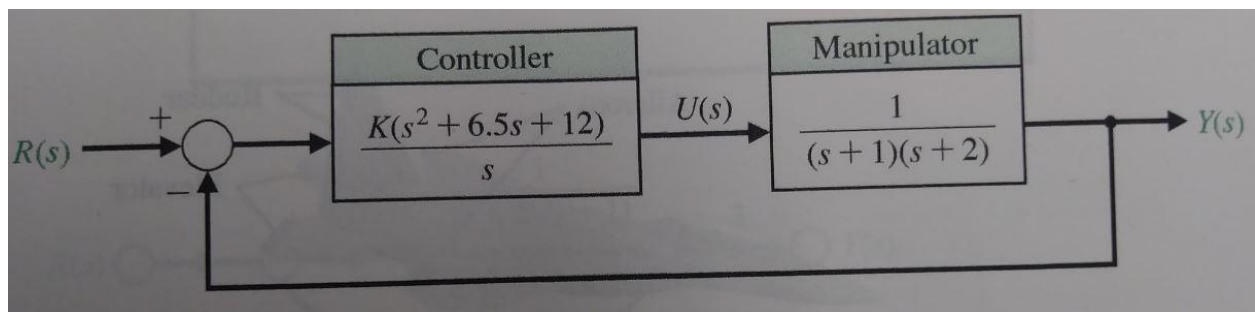 Controller
Manipulator
K(s² + 6.5s + 12)
s
U(s)
1
(s + 1)(s + 2)
R(s)
+
−
Y(s)